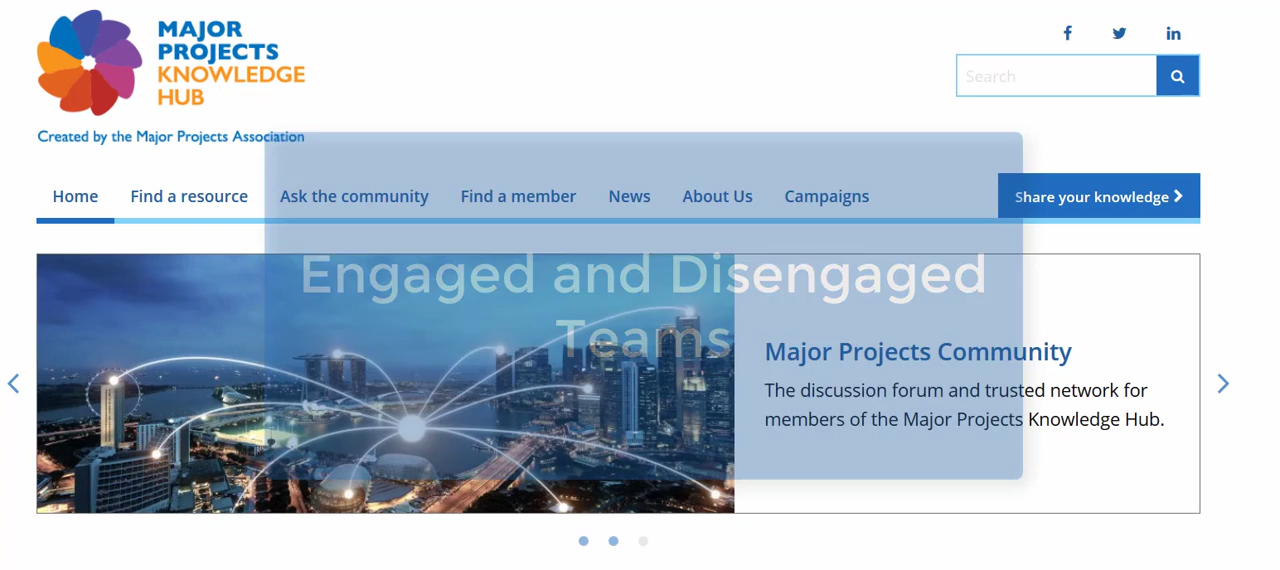 MAJOR
PROJECTS
KNOWLEDGE
HUB
Created by the Major Projects Association
Search
Home Find a resource Ask the community Find a member News About Us Campaigns Share your knowledge
Engaged and Disengaged
Teams
Major Projects Community
The discussion forum and trusted network for
members of the Major Projects Knowledge Hub.